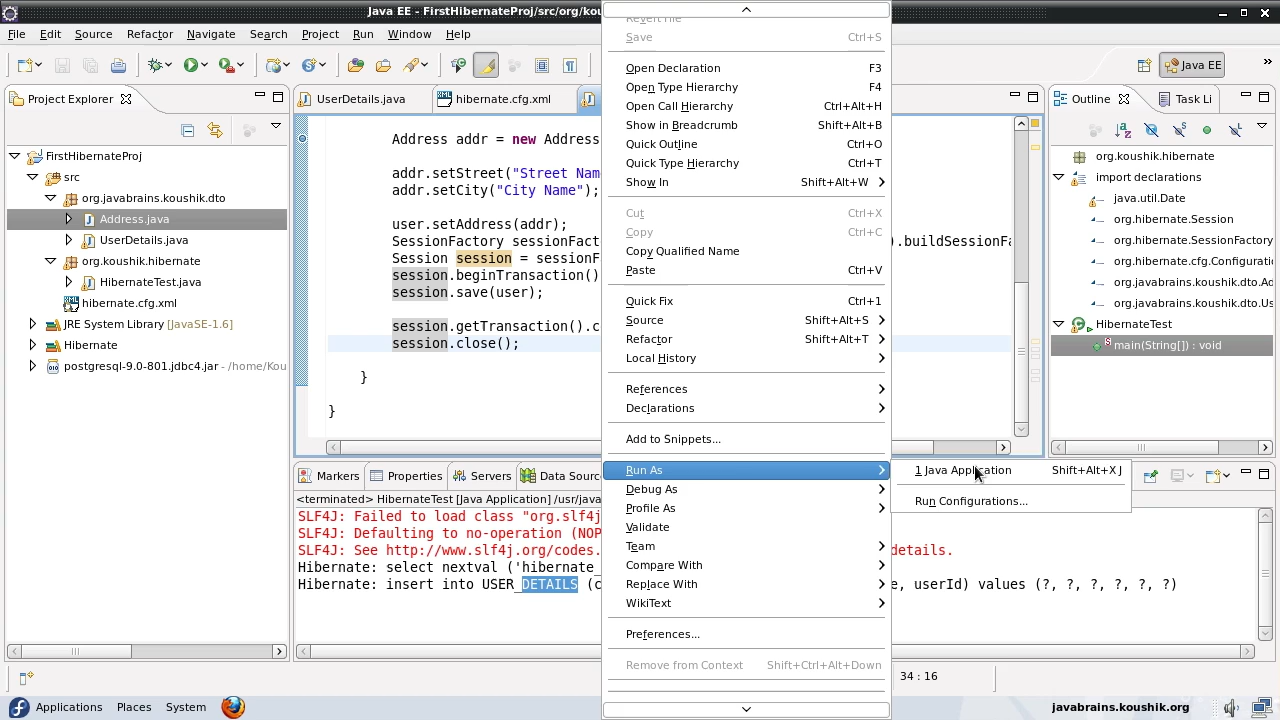 Java EE - FirstHibernateProj/src/org/kou
File Edit Source Refactor Navigate Search Project Run Window Help
Java EE
Project Explorer
FirstHibernateProj
src
org.javabrains.koushik.dto
Address.java
UserDetails.java
org.koushik.hibernate
HibernateTest.java
hibernate.cfg.xml
JRE System Library [JavaSE-1.6]
Hibernate
postgresql-9.0-801.jdbc4.jar - /home/Kou
UserDetails.java
hibernate.cfg.xml
Address addr = new Address
addr.setStreet("Street Nam
addr.setCity("City Name");
user.setAddress(addr);
SessionFactory sessionFact ).buildSessionFa
Session session = sessionF
session.beginTransaction()
session.save(user);
session.getTransaction().c
session.close();
}
}
Revert File
Save Ctrl+S
Open Declaration F3
Open Type Hierarchy F4
Open Call Hierarchy Ctrl+Alt+H
Show in Breadcrumb Shift+Alt+B
Quick Outline Ctrl+O
Quick Type Hierarchy Ctrl+T
Show In Shift+Alt+W
Cut Ctrl+X
Copy Ctrl+C
Copy Qualified Name
Paste Ctrl+V
Quick Fix Ctrl+1
Source Shift+Alt+S
Refactor Shift+Alt+T
Local History
References
Declarations
Add to Snippets...
Run As
Debug As
Profile As
Validate
Team
Compare With
Replace With
WikiText
Preferences...
Remove from Context Shift+Ctrl+Alt+Down
1 Java Application Shift+Alt+X J
Run Configurations...
Outline
Task Li
org.koushik.hibernate
import declarations
java.util.Date
org.hibernate.Session
org.hibernate.SessionFactory
org.hibernate.cfg.Configurati
org.javabrains.koushik.dto.Ad
org.javabrains.koushik.dto.Us
HibernateTest
main(String[]) : void
Markers
Properties
Servers
Data Sourc
<terminated> HibernateTest [Java Application] /usr/java
SLF4J: Failed to load class "org.slf4j
SLF4J: Defaulting to no-operation (NOP
SLF4J: See http://www.slf4j.org/codes. details.
Hibernate: select nextval ('hibernate_
Hibernate: insert into USER_DETAILS (c e, userId) values (?, ?, ?, ?, ?, ?)
34 : 16
Applications Places System
javabrains.koushik.org